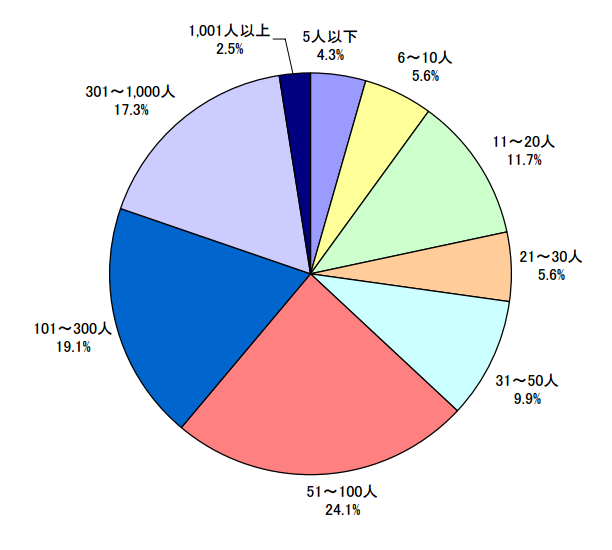 5人以下
4.3%
6～10人
5.6%
11～20人
11.7%
21～30人
5.6%
31～50人
9.9%
51～100人
24.1%
101～300人
19.1%
301～1,000人
17.3%
1,001人以上
2.5%